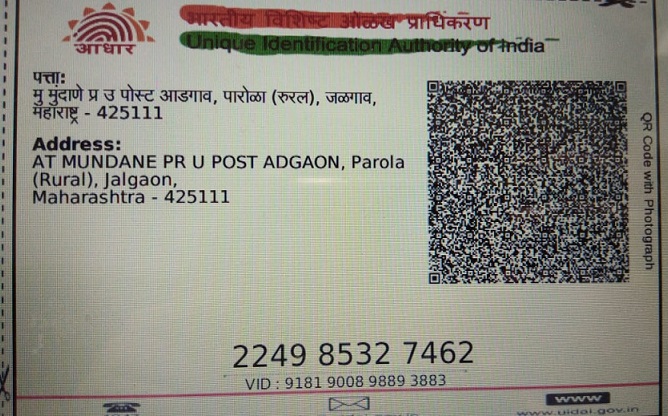 भारतीय विशिष्ट ओळख प्राधिकरण
Unique Identification Authority of India
आधार
पत्ता:
मु मुंदाणे प्र उ पोस्ट आडगाव, पारोळा (रुरल), जळगाव,
महाराष्ट्र - 425111
Address:
AT MUNDANE PR U POST ADGAON, Parola
(Rural), Jalgaon,
Maharashtra - 425111
QR Code with Photograph
2249 8532 7462
VID : 9181 9008 9889 3883
www
www.uidai.gov.in